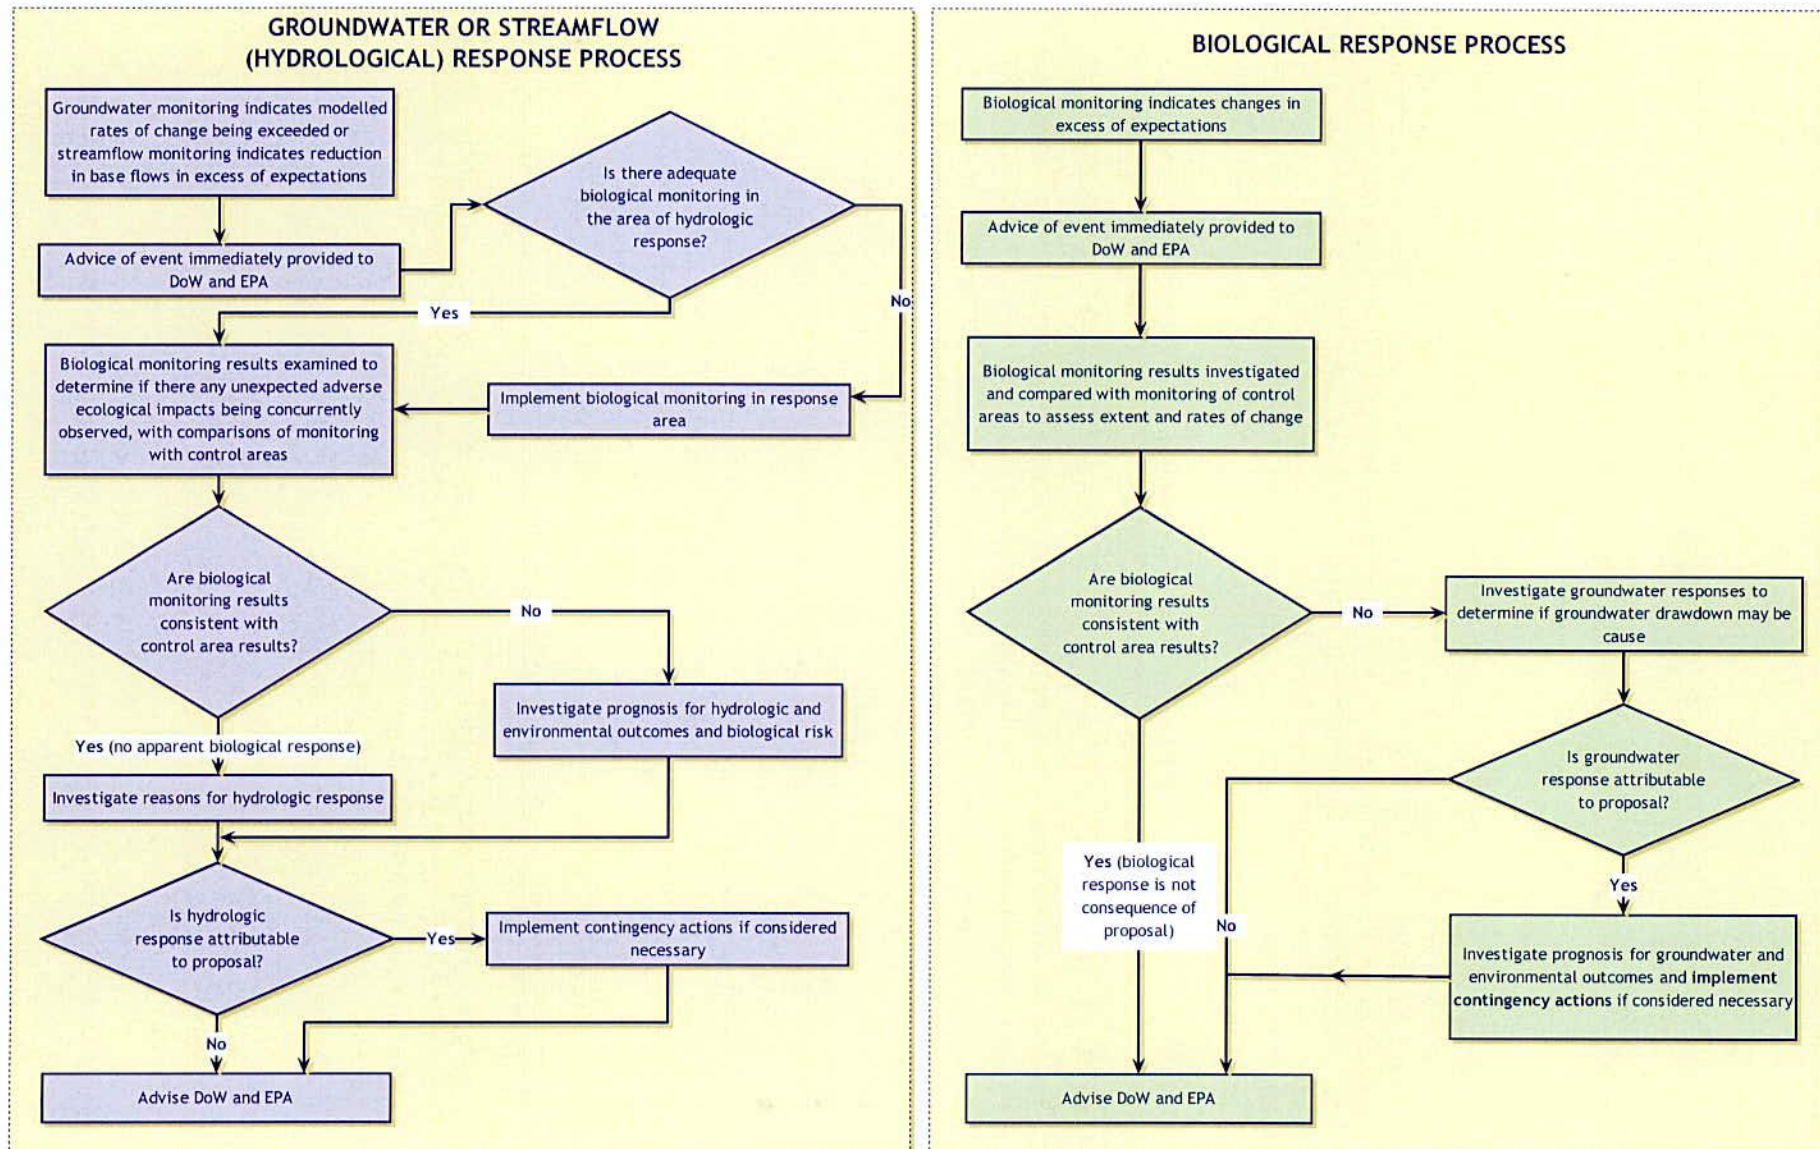 GROUNDWATER OR STREAMFLOW
(HYDROLOGICAL) RESPONSE PROCESS
Groundwater monitoring indicates modelled
rates of change being exceeded or
streamflow monitoring indicates reduction
in base flows in excess of expectations
Advice of event immediately provided to
DoW and EPA
Is there adequate
biological monitoring in
the area of hydrologic
response?
Yes
No
Implement biological monitoring in response
area
Biological monitoring results examined to
determine if there any unexpected adverse
ecological impacts being concurrently
observed, with comparisons of monitoring
with control areas
Are biological
monitoring results
consistent with
control area results?
No
Investigate prognosis for hydrologic and
environmental outcomes and biological risk
Yes (no apparent biological response)
Investigate reasons for hydrologic response
Is hydrologic
response attributable
to proposal?
Yes
Implement contingency actions if considered
necessary
No
Advise DoW and EPA
BIOLOGICAL RESPONSE PROCESS
Biological monitoring indicates changes in
excess of expectations
Advice of event immediately provided to
DoW and EPA
Biological monitoring results investigated
and compared with monitoring of control
areas to assess extent and rates of change
Are biological
monitoring results
consistent with
control area results?
No
Investigate groundwater responses to
determine if groundwater drawdown may be
cause
Is groundwater
response attributable
to proposal?
Yes (biological
response is not
consequence of
proposal)
No
Yes
Investigate prognosis for groundwater and
environmental outcomes and implement
contingency actions if considered necessary
Advise DoW and EPA